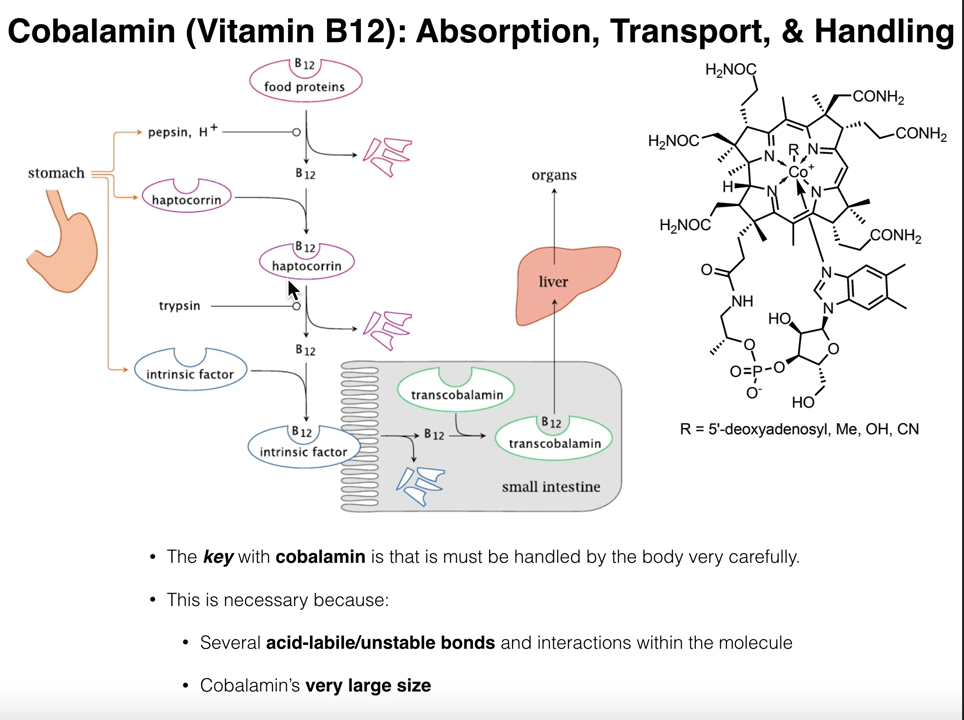 Cobalamin (Vitamin B12): Absorption, Transport, & Handling
B12
food proteins
pepsin, H+
stomach
B12
haptocorrin
B12
haptocorrin
trypsin
B12
intrinsic factor
B12
intrinsic factor
transcobalamin
B12
B12
transcobalamin
small intestine
organs
liver
H2NOC
CONH2
CONH2
H2NOC
R
N
N
Co+
N
N
H
H2NOC
CONH2
O
NH
N
N
HO
O
O
O=P-O
O-
HO
R = 5'-deoxyadenosyl, Me, OH, CN
• The key with cobalamin is that is must be handled by the body very carefully.
• This is necessary because:
• Several acid-labile/unstable bonds and interactions within the molecule
• Cobalamin's very large size